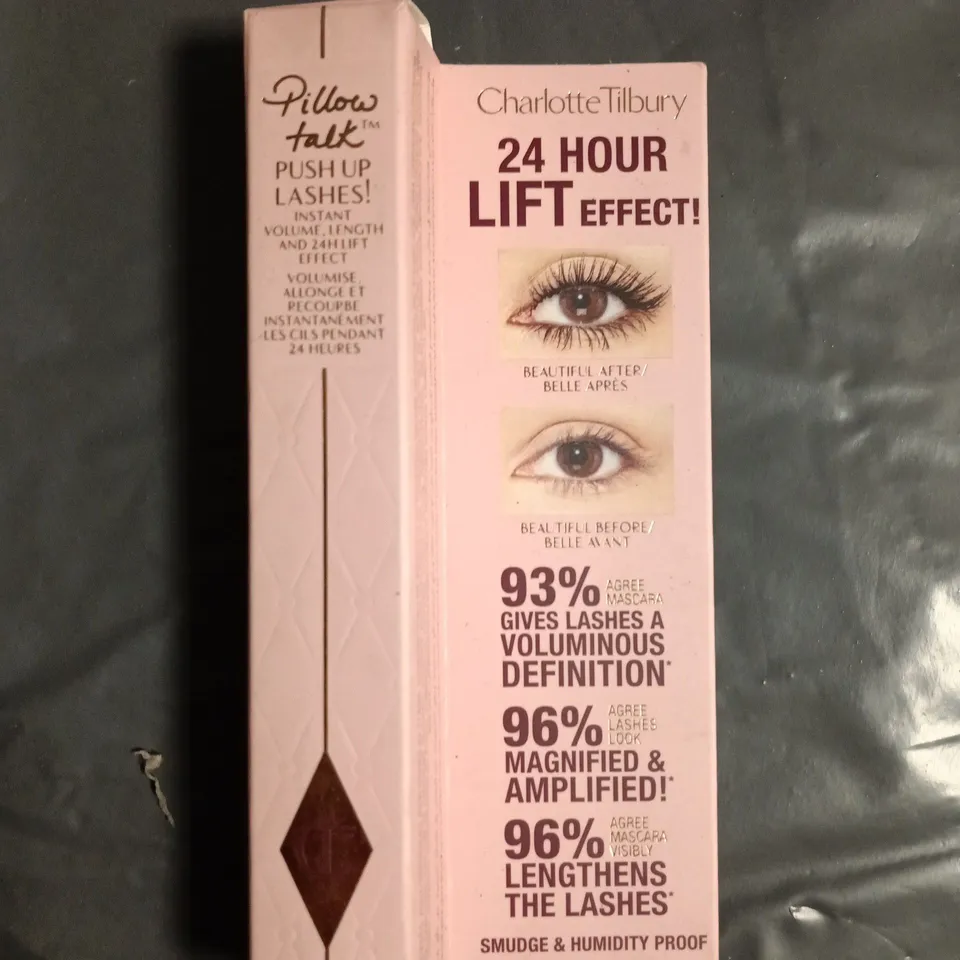 Pillow
talk™
PUSH UP
LASHES!
INSTANT
VOLUME, LENGTH
AND 24H LIFT
EFFECT
VOLUMISE,
ALLONGE ET
RECOURBE
INSTANTANÉMENT
LES CILS PENDANT
24 HEURES
Charlotte Tilbury
24 HOUR
LIFT EFFECT!
BEAUTIFUL AFTER/
BELLE APRÈS
BEAUTIFUL BEFORE/
BELLE AVANT
93% AGREE
MASCARA
GIVES LASHES A
VOLUMINOUS
DEFINITION*
96% AGREE
LASHES
LOOK
MAGNIFIED &
AMPLIFIED!*
96% AGREE
MASCARA
VISIBLY
LENGTHENS
THE LASHES*
SMUDGE & HUMIDITY PROOF